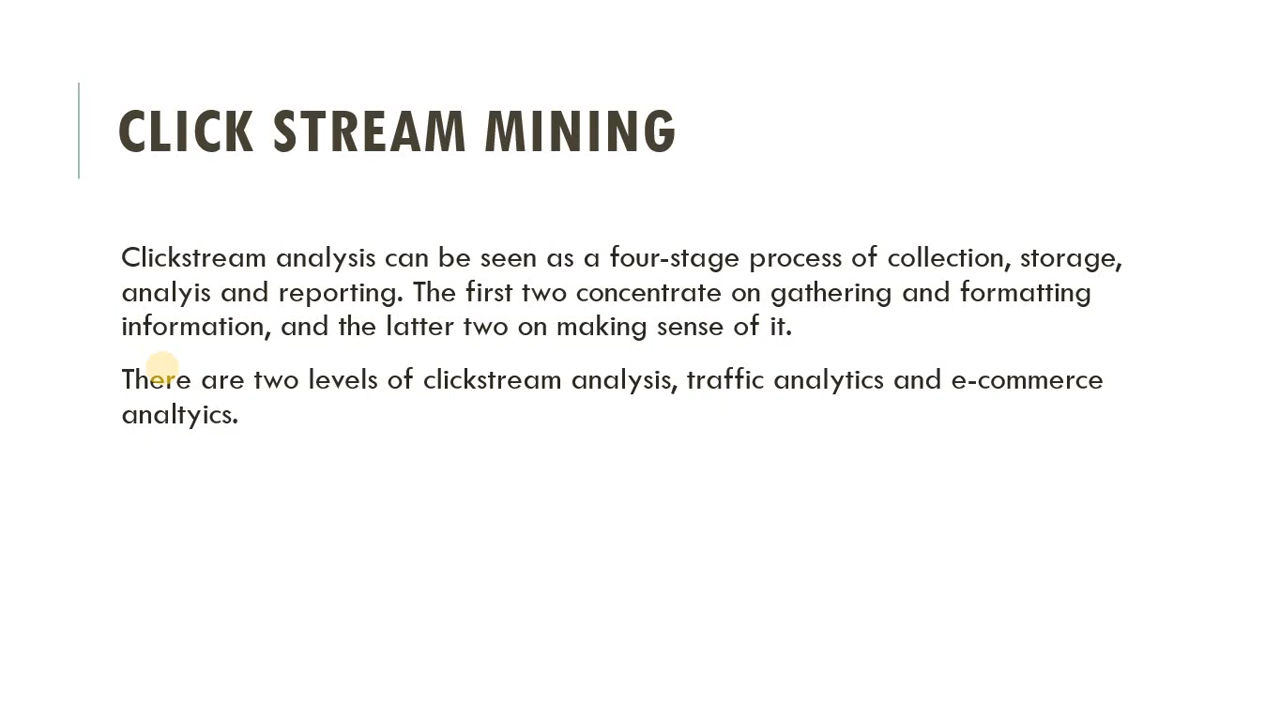 CLICK STREAM MINING
Clickstream analysis can be seen as a four-stage process of collection, storage,
analyis and reporting. The first two concentrate on gathering and formatting
information, and the latter two on making sense of it.
There are two levels of clickstream analysis, traffic analytics and e-commerce
analtyics.